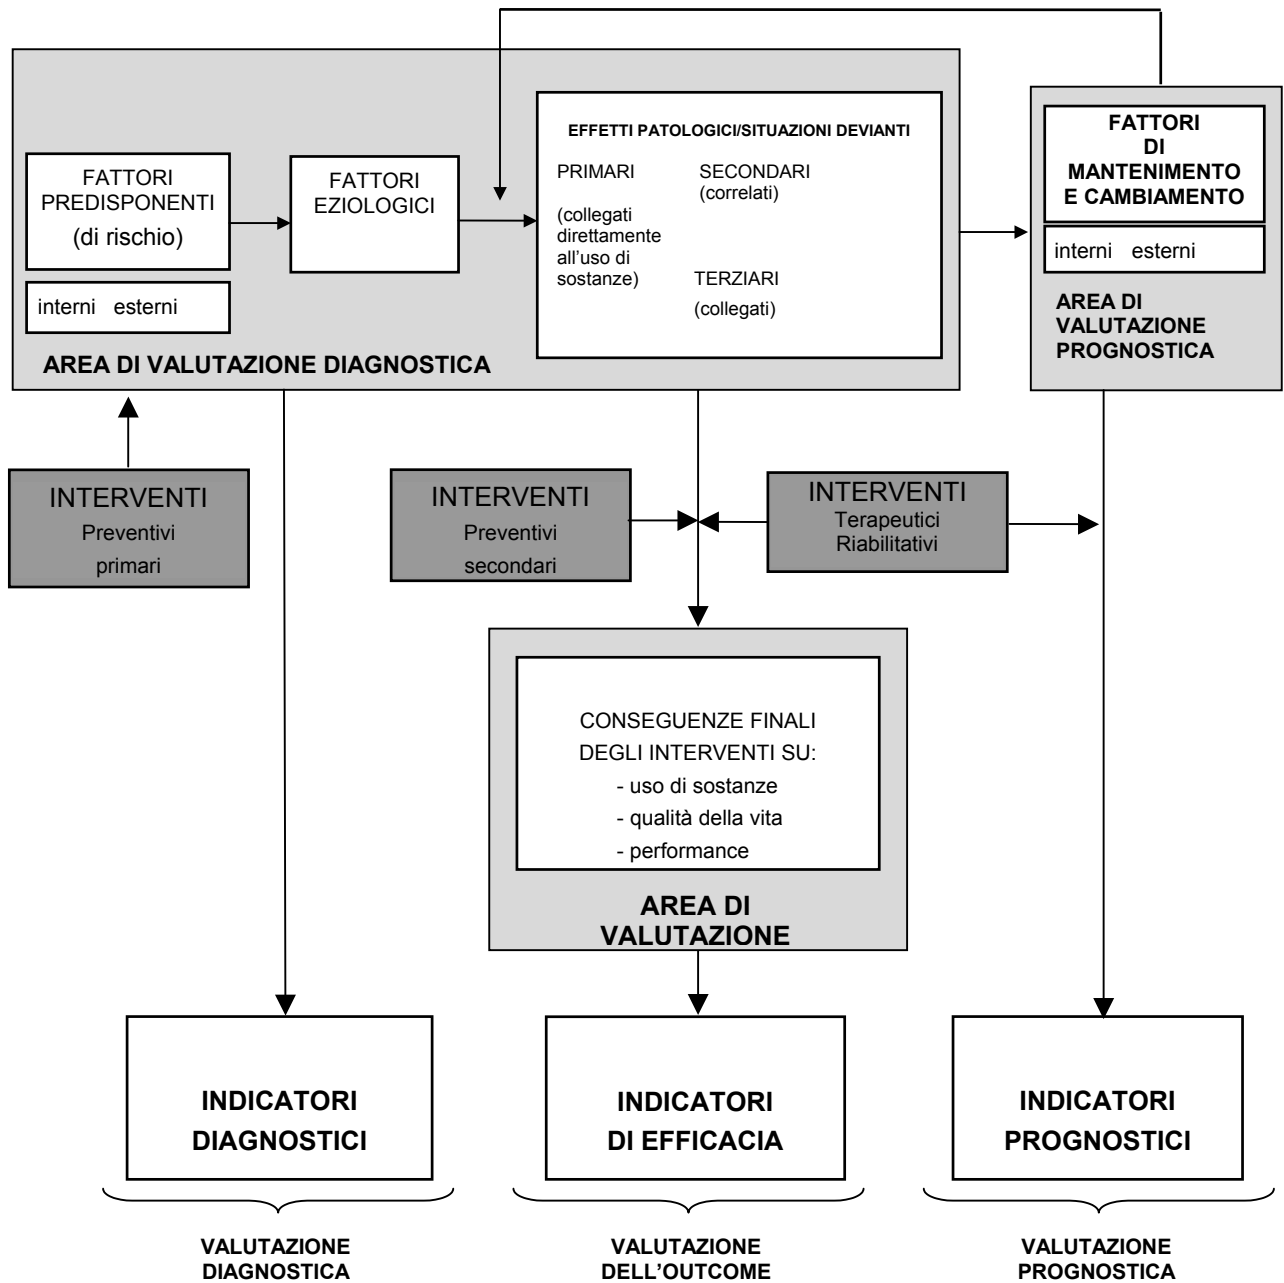 FATTORI
PREDISPONENTI
(di rischio)
interni esterni
FATTORI
EZIOLOGICI
EFFETTI PATOLOGICI/SITUAZIONI DEVIANTI
PRIMARI
(collegati
direttamente
all'uso di
sostanze)
SECONDARI
(correlati)
TERZIARI
(collegati)
AREA DI VALUTAZIONE DIAGNOSTICA
FATTORI
DI
MANTENIMENTO
E CAMBIAMENTO
interni esterni
AREA DI
VALUTAZIONE
PROGNOSTICA
INTERVENTI
Preventivi
primari
INTERVENTI
Preventivi
secondari
INTERVENTI
Terapeutici
Riabilitativi
CONSEGUENZE FINALI
DEGLI INTERVENTI SU:
- uso di sostanze
- qualità della vita
- performance
AREA DI
VALUTAZIONE
INDICATORI
DIAGNOSTICI
INDICATORI
DI EFFICACIA
INDICATORI
PROGNOSTICI
VALUTAZIONE
DIAGNOSTICA
VALUTAZIONE
DELL'OUTCOME
VALUTAZIONE
PROGNOSTICA